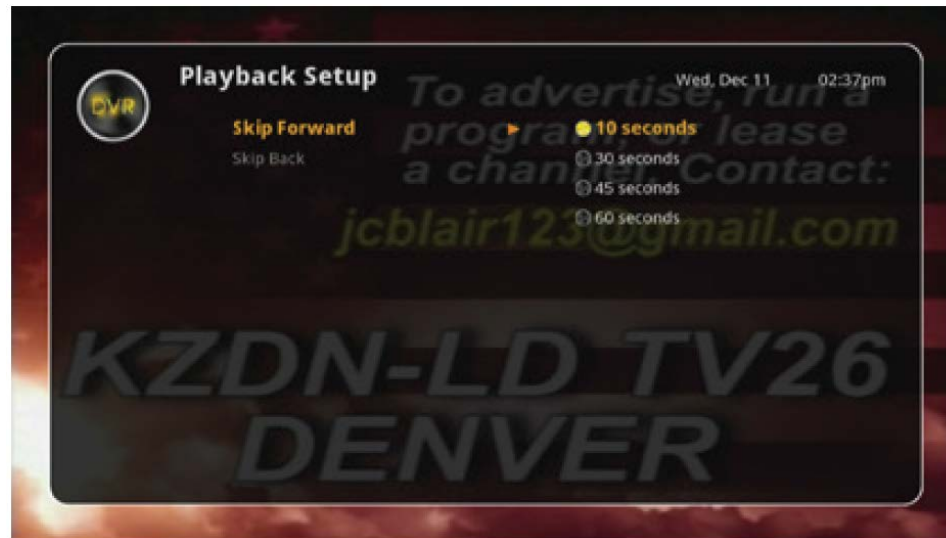 DVR
Playback Setup
Wed, Dec 11
02:37pm
Skip Forward
Skip Back
10 seconds
30 seconds
45 seconds
60 seconds
To advertise, run a
program, or lease
a channel. Contact:
jcblair123@gmail.com
KZDN-LD TV26
DENVER